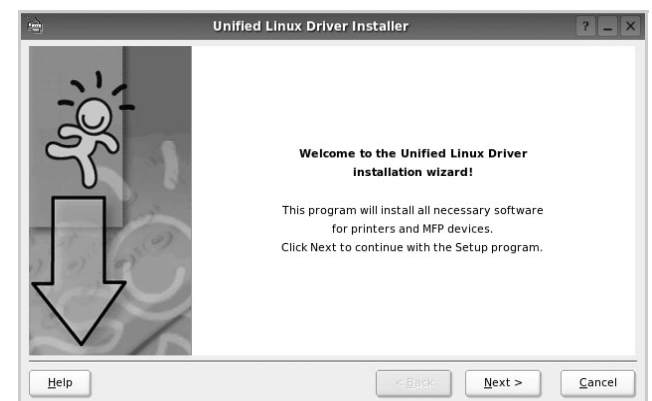 Unified Linux Driver Installer
? _ X
Welcome to the Unified Linux Driver
installation wizard!
This program will install all necessary software
for printers and MFP devices.
Click Next to continue with the Setup program.
Help
< Back
Next >
Cancel